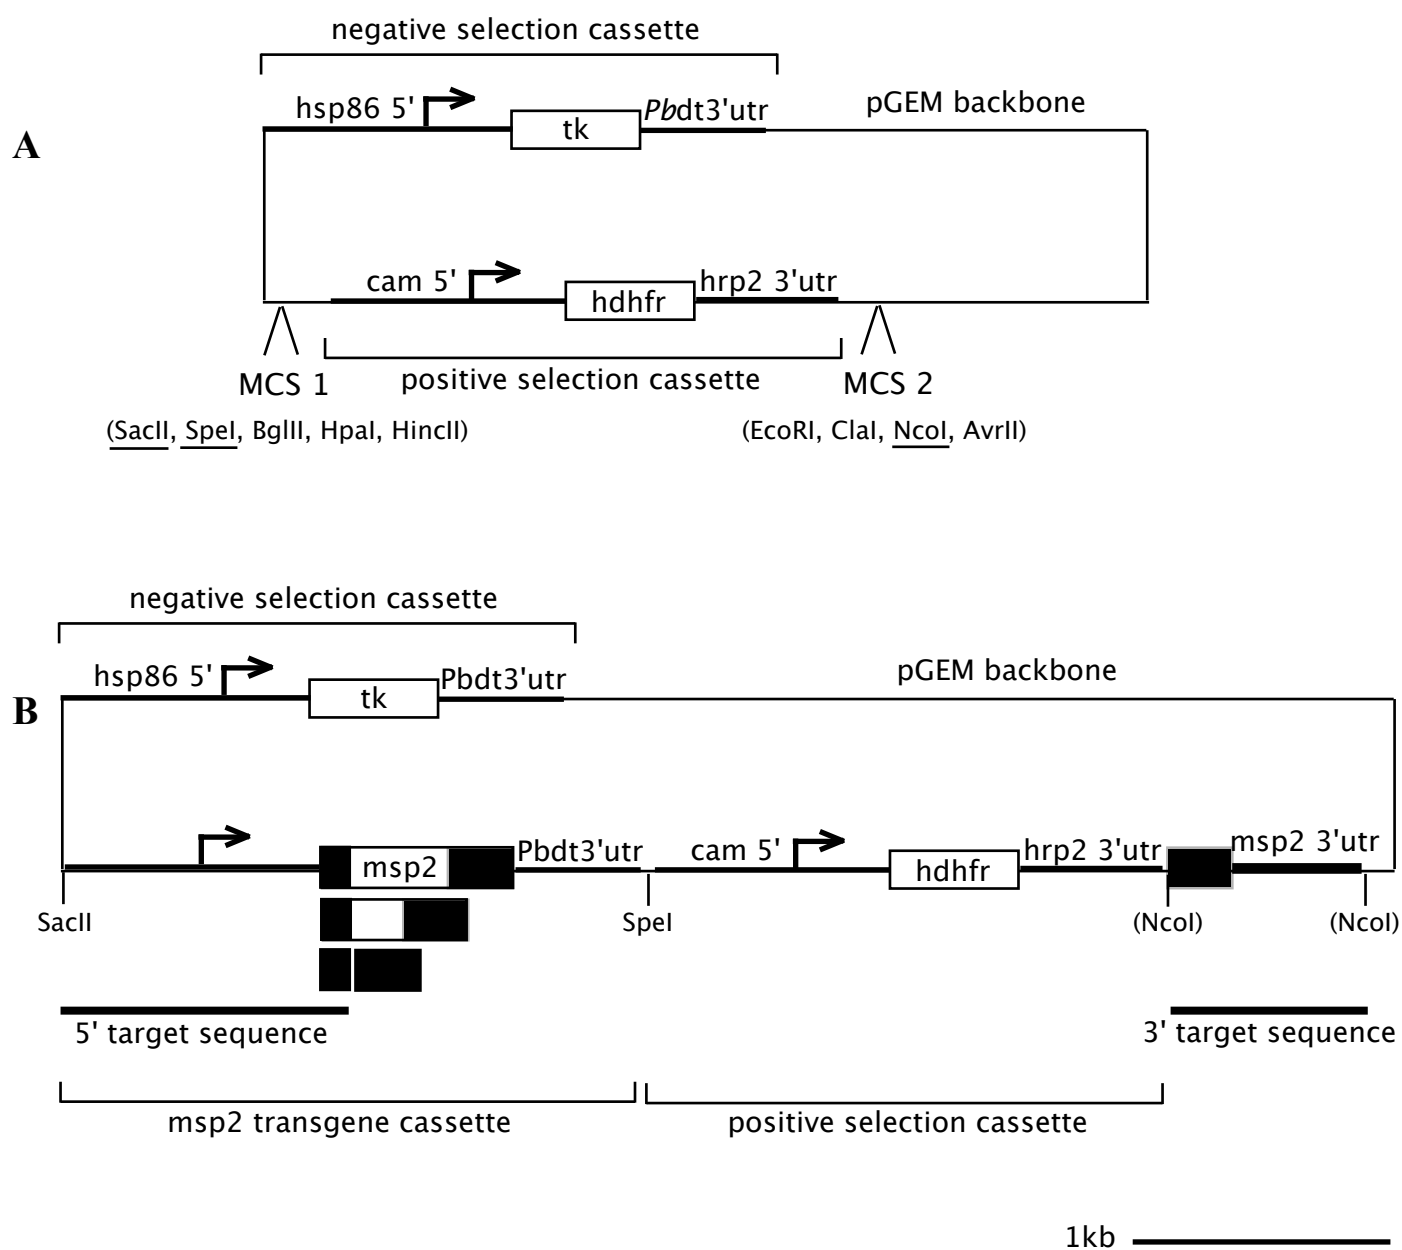 negative selection cassette
hsp86 5' Pbdt3'utr pGEM backbone
A tk
cam 5' hrp2 3'utr
hdhfr
MCS 1 positive selection cassette MCS 2
(SacII, SpeI, BglII, HpaI, HincII) (EcoRI, ClaI, NcoI, AvrII)
negative selection cassette
hsp86 5' Pbdt3'utr pGEM backbone
B tk
msp2 Pbdt3'utr cam 5' hdhfr hrp2 3'utr msp2 3'utr
SacII SpeI (NcoI) (NcoI)
5' target sequence 3' target sequence
msp2 transgene cassette positive selection cassette
1kb